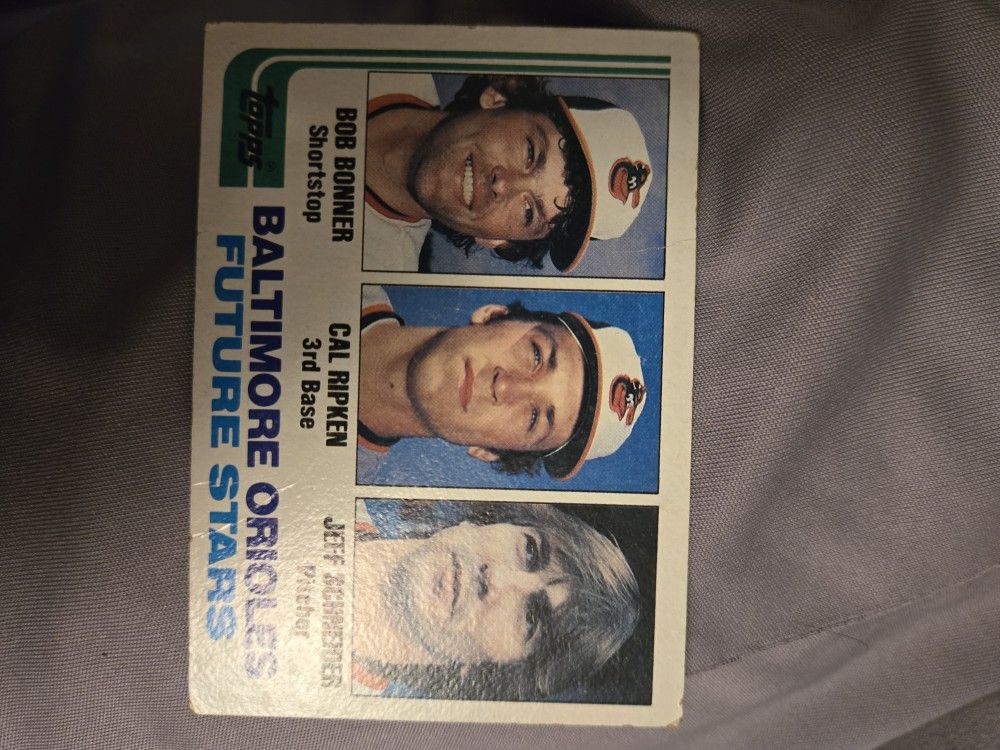 BOB BONNER
Shortstop
CAL RIPKEN
3rd Base
JEFF SCHNEIDER
Pitcher
topps®
BALTIMORE ORIOLES
FUTURE STARS